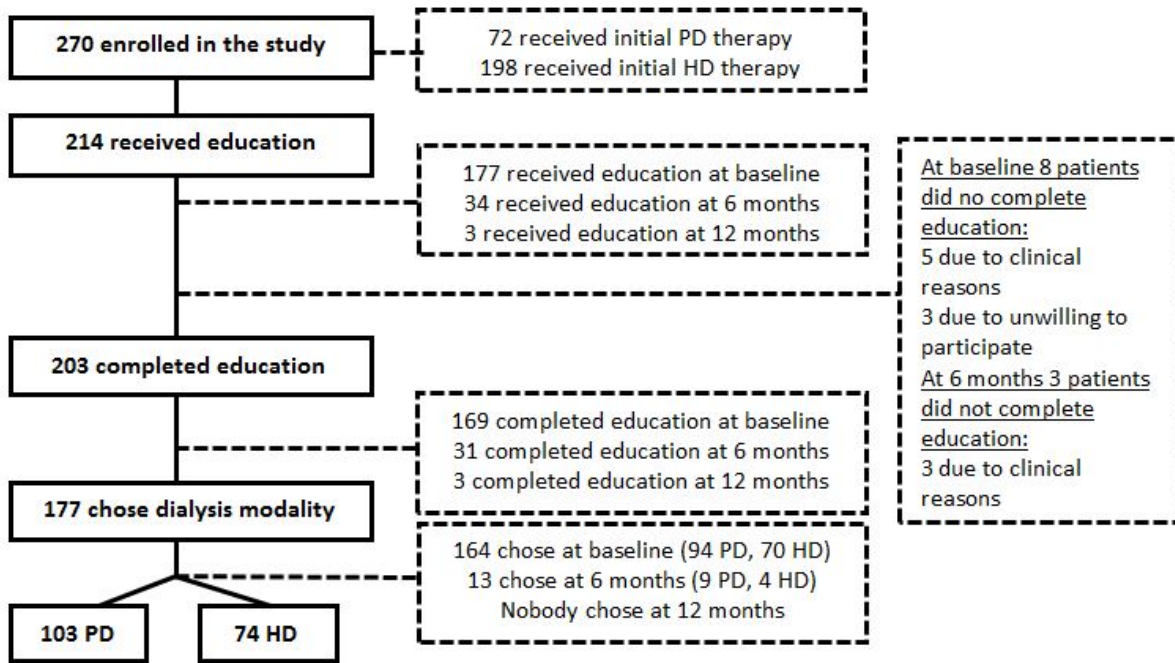 270 enrolled in the study
72 received initial PD therapy
198 received initial HD therapy
214 received education
177 received education at baseline
34 received education at 6 months
3 received education at 12 months
At baseline 8 patients
did no complete
education:
5 due to clinical
reasons
3 due to unwilling to
participate
At 6 months 3 patients
did not complete
education:
3 due to clinical
reasons
203 completed education
169 completed education at baseline
31 completed education at 6 months
3 completed education at 12 months
177 chose dialysis modality
164 chose at baseline (94 PD, 70 HD)
13 chose at 6 months (9 PD, 4 HD)
Nobody chose at 12 months
103 PD
74 HD